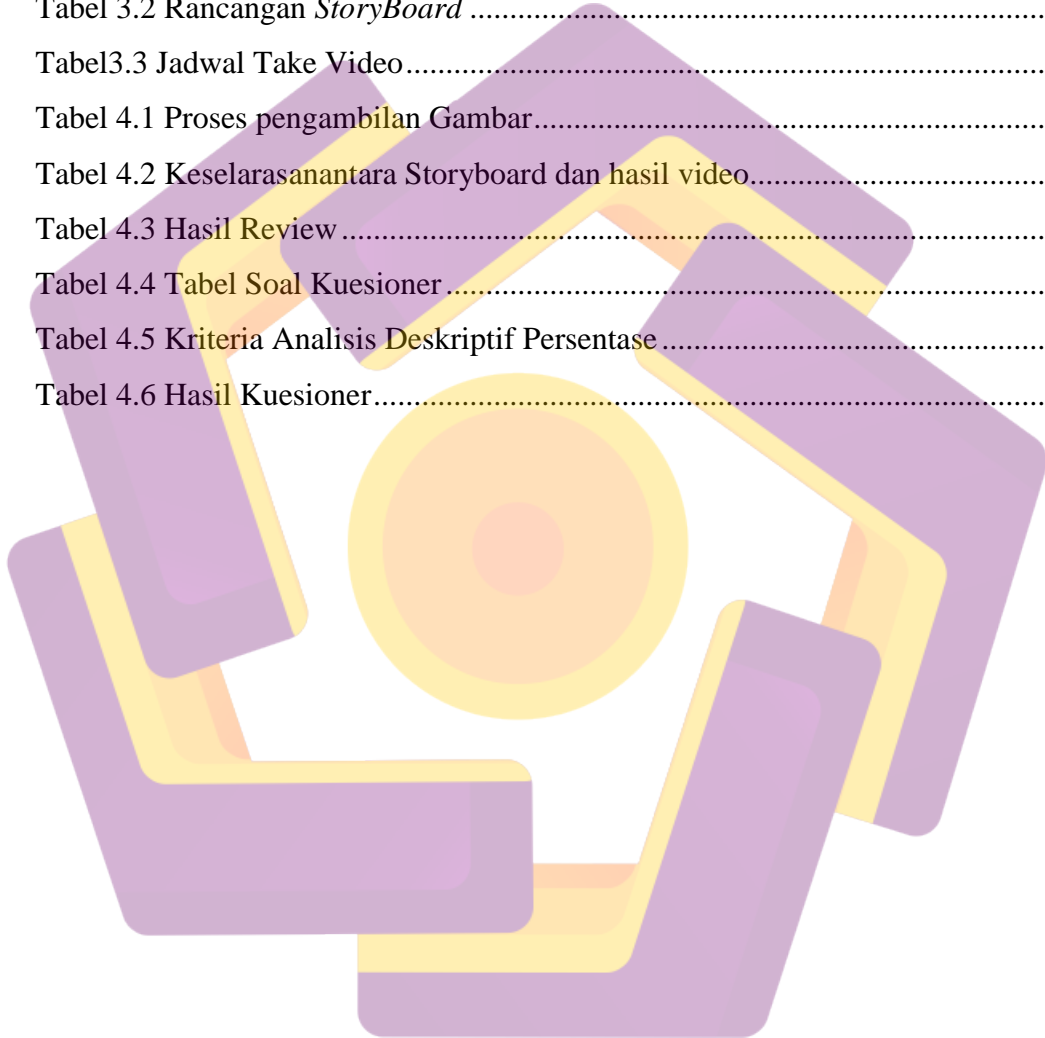 Tabel 3.2 Rancangan StoryBoard ........................................................................
Tabel3.3 Jadwal Take Video................................................................................
Tabel 4.1 Proses pengambilan Gambar................................................................
Tabel 4.2 Keselarasanantara Storyboard dan hasil video.....................................
Tabel 4.3 Hasil Review ........................................................................................
Tabel 4.4 Tabel Soal Kuesioner ...........................................................................
Tabel 4.5 Kriteria Analisis Deskriptif Persentase ................................................
Tabel 4.6 Hasil Kuesioner....................................................................................